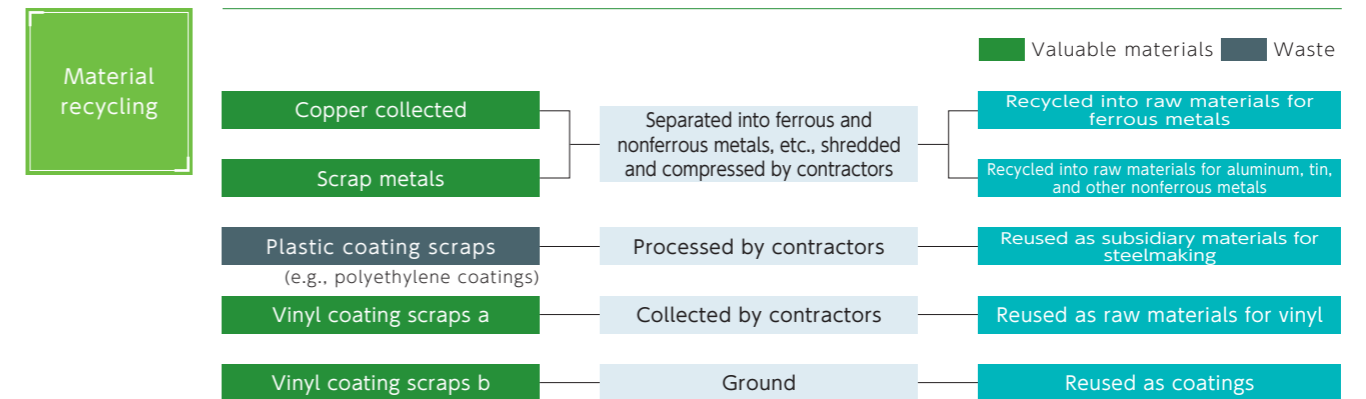 Material
recycling
Valuable materials Waste
Copper collected
Scrap metals
Separated into ferrous and
nonferrous metals, etc., shredded
and compressed by contractors
Recycled into raw materials for
ferrous metals
Recycled into raw materials for aluminum, tin,
and other nonferrous metals
Plastic coating scraps
(e.g., polyethylene coatings)
Processed by contractors
Reused as subsidiary materials for
steelmaking
Vinyl coating scraps a
Collected by contractors
Reused as raw materials for vinyl
Vinyl coating scraps b
Ground
Reused as coatings